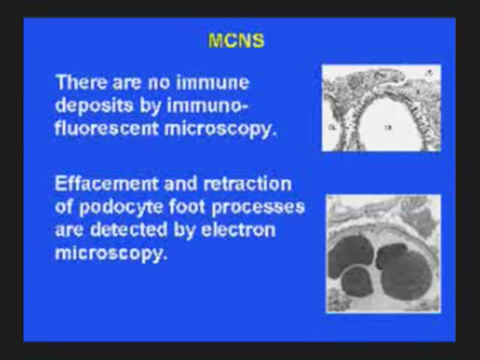 MCNS
There are no immune
deposits by immuno-
fluorescent microscopy.
Effacement and retraction
of podocyte foot processes
are detected by electron
microscopy.